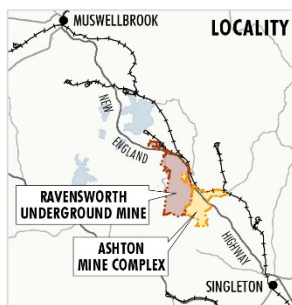 MUSWELLBROOK
LOCALITY
NEW
ENGLAND
HIGHWAY
RAVENSWORTH
UNDERGROUND MINE
ASHTON
MINE COMPLEX
SINGLETON